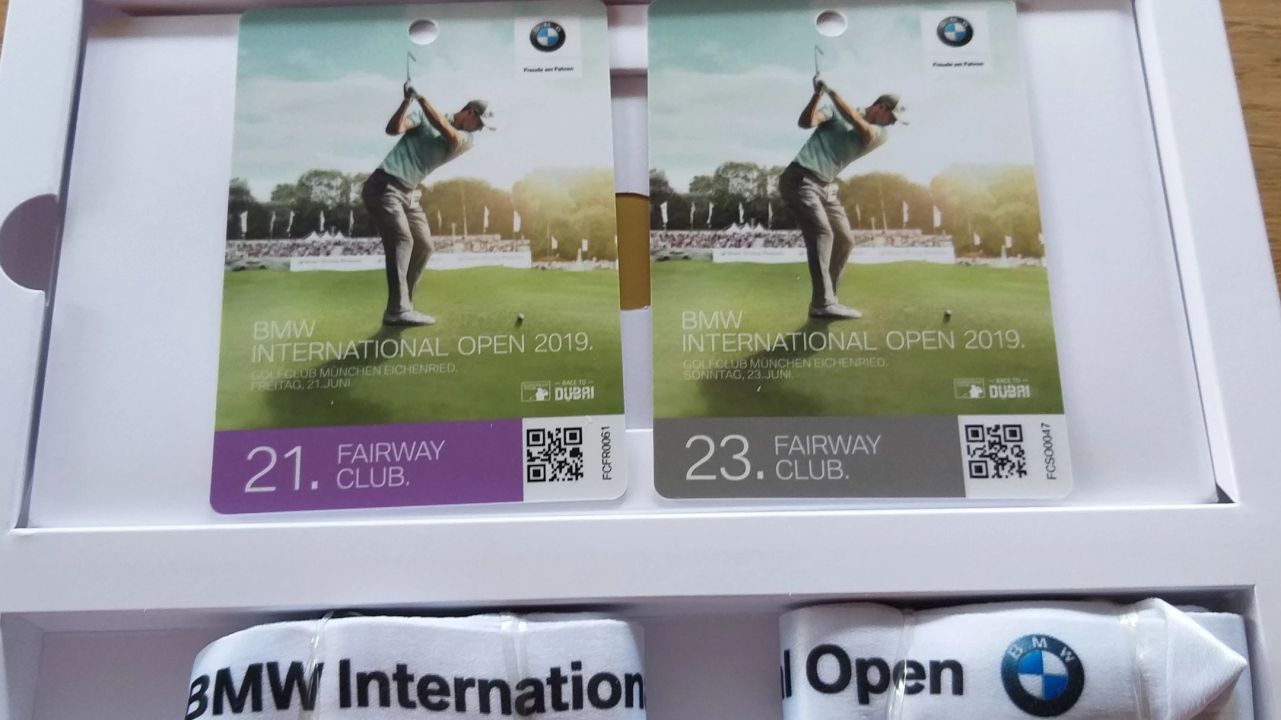 BMW
Freude am Fahren
BMW
INTERNATIONAL OPEN 2019.
GOLFCLUB MÜNCHEN EICHENRIED.
FREITAG, 21.JUNI.
RACE TO
DUBAI
21. FAIRWAY
CLUB.
FCFR0061
BMW
Freude am Fahren
BMW
INTERNATIONAL OPEN 2019.
GOLFCLUB MÜNCHEN EICHENRIED.
SONNTAG, 23.JUNI.
RACE TO
DUBAI
23. FAIRWAY
CLUB.
FCSO0047
BMW Internation
l Open
BMW